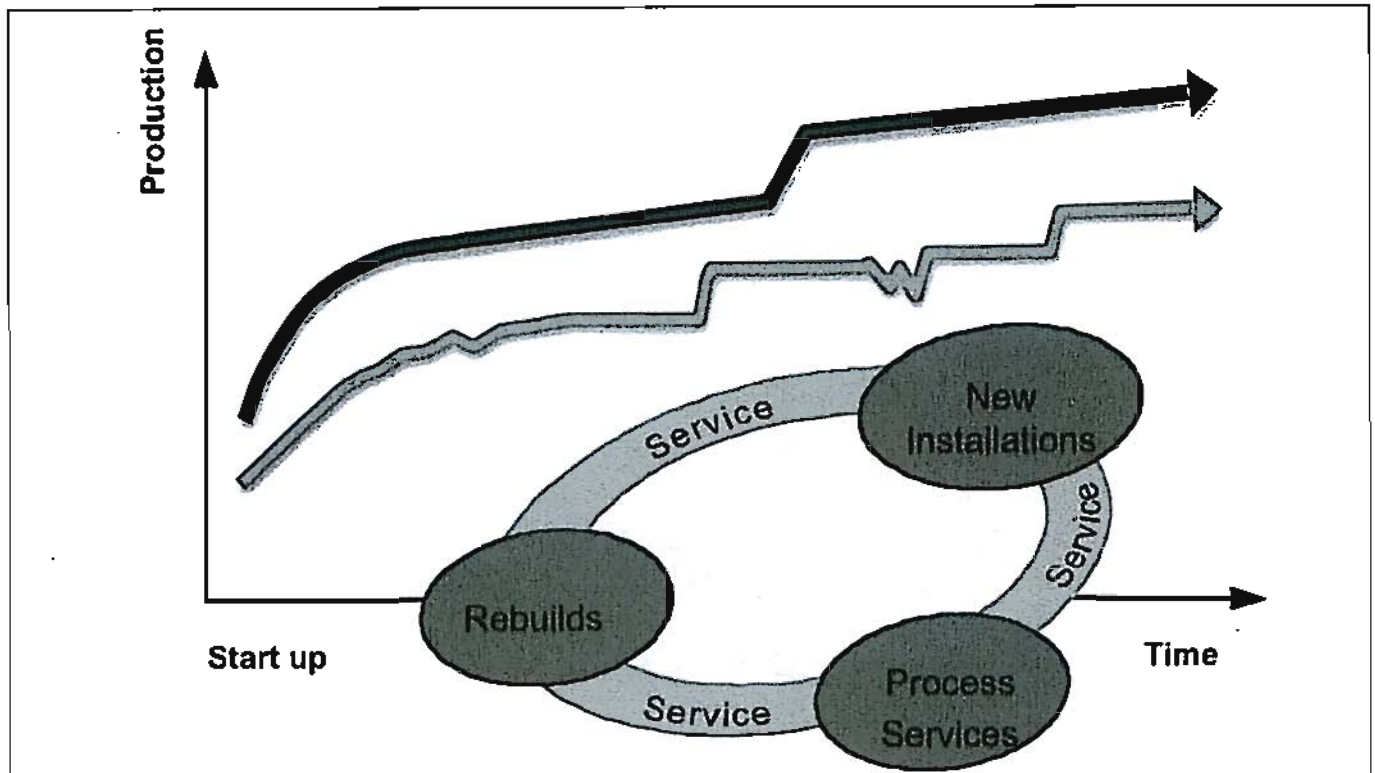 Production
Service
New
Installations
Service
Rebuilds
Start up
Time
Process
Services
Service